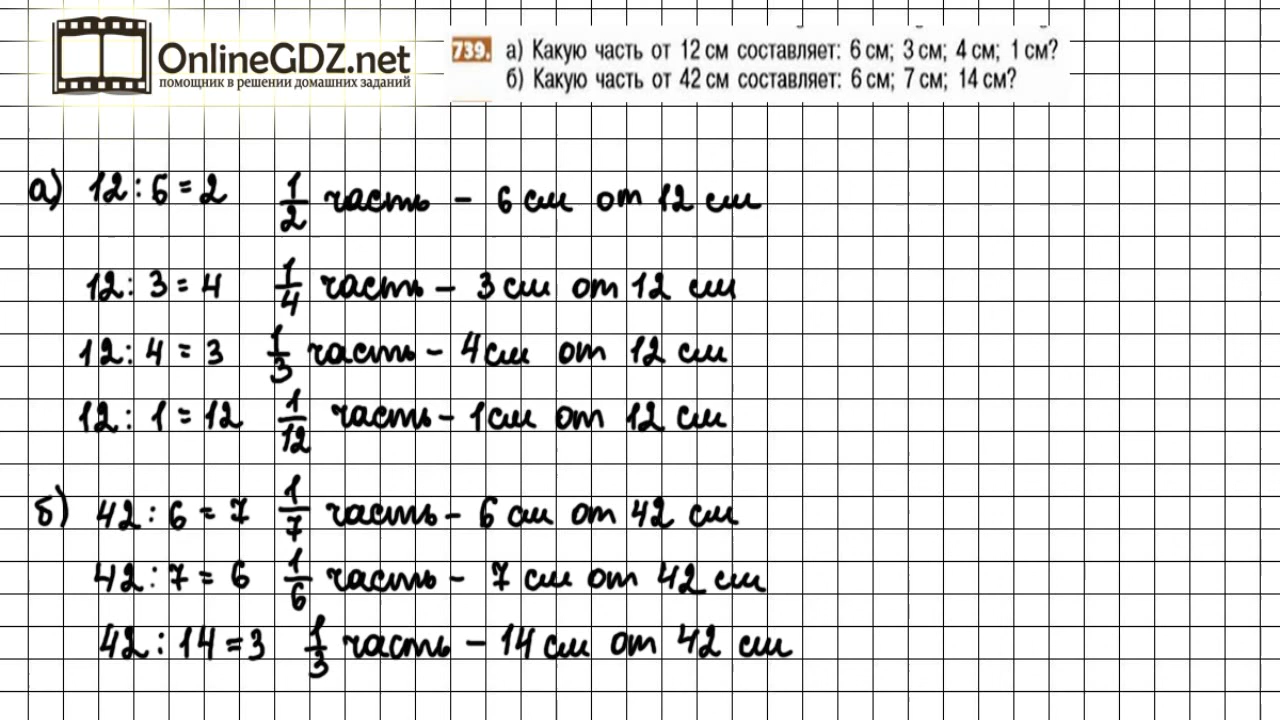 OnlineGDZ.net
помощник в решении домашних заданий
739. а) Какую часть от 12 см составляет: 6 см; 3 см; 4 см; 1 см?
б) Какую часть от 42 см составляет: 6 см; 7 см; 14 см?
а) 12 : 6 = 2 1/2 часть - 6 см от 12 см
12 : 3 = 4 1/4 часть - 3 см от 12 см
12 : 4 = 3 1/3 часть - 4 см от 12 см
12 : 1 = 12 1/12 часть - 1 см от 12 см
б) 42 : 6 = 7 1/7 часть - 6 см от 42 см
42 : 7 = 6 1/6 часть - 7 см от 42 см
42 : 14 = 3 1/3 часть - 14 см от 42 см